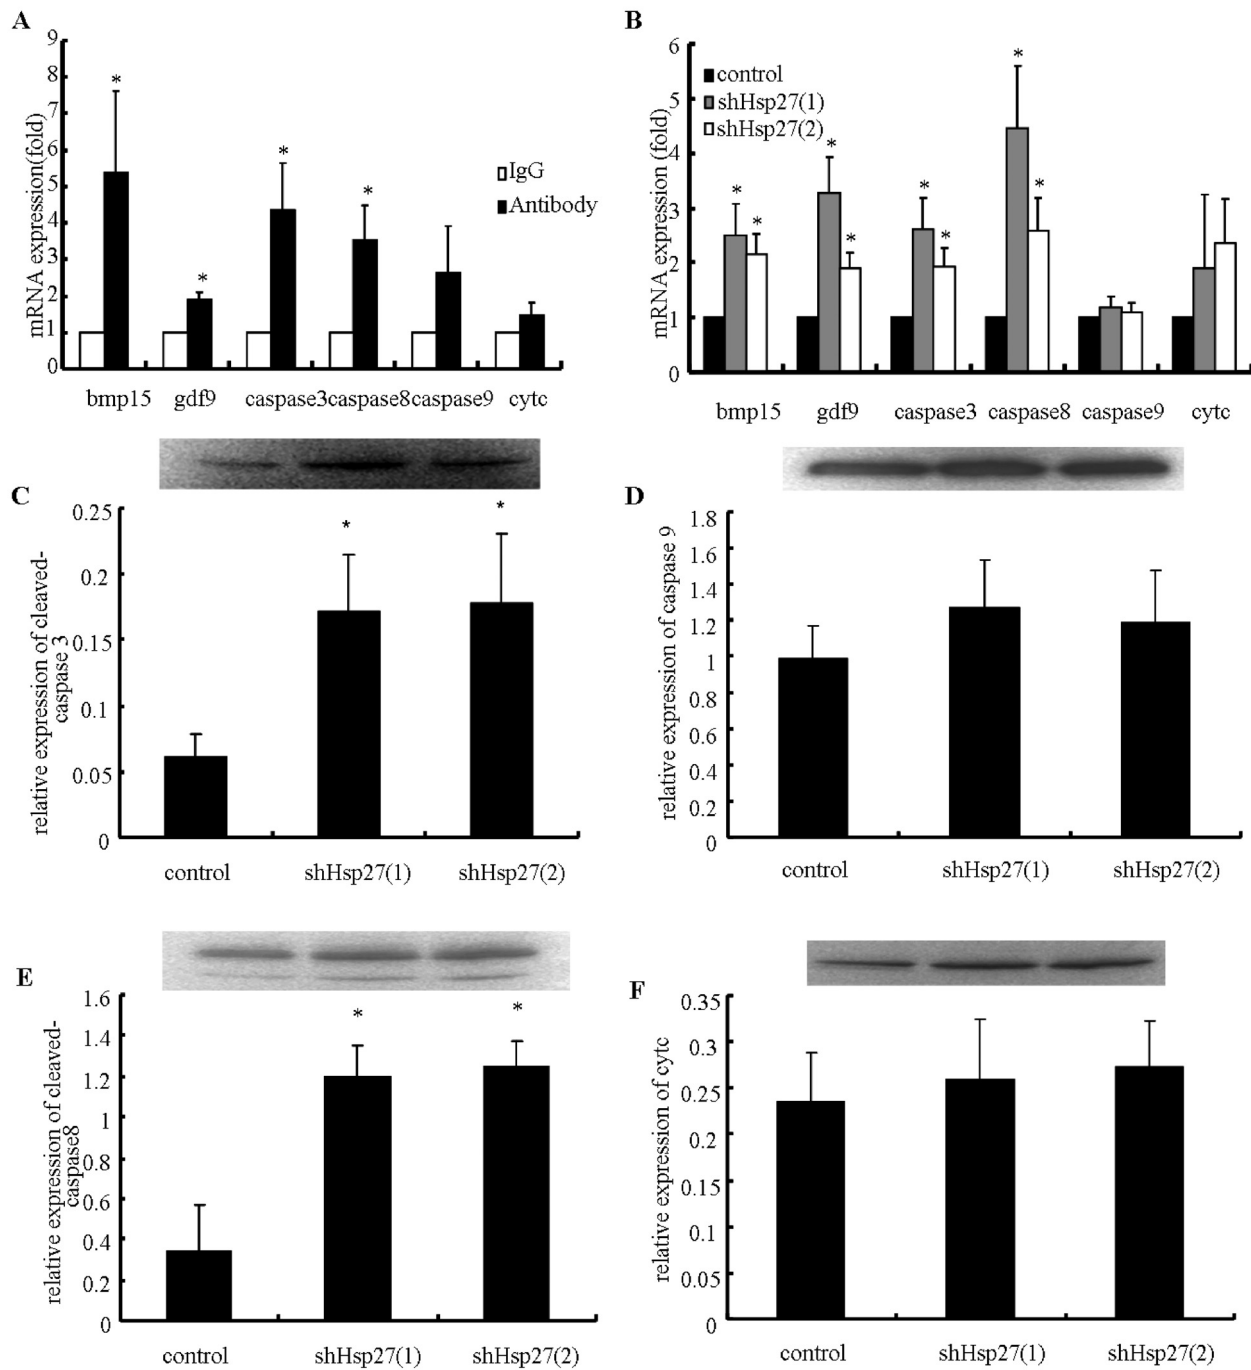 A
mRNA expression(fold)
9
8
7
6
5
4
3
2
1
0
*
*
*
*
IgG
Antibody
bmp15 gdf9 caspase3 caspase8 caspase9 cytc
B
mRNA expression (fold)
6
5
4
3
2
1
0
control
shHsp27(1)
shHsp27(2)
*
*
*
*
*
*
*
*
bmp15 gdf9 caspase3 caspase8 caspase9 cytc
C
relative expression of cleaved-
caspase 3
0.25
0.2
0.15
0.1
0.05
0
*
*
control shHsp27(1) shHsp27(2)
D
relative expression of caspase 9
1.8
1.6
1.4
1.2
1
0.8
0.6
0.4
0.2
0
control shHsp27(1) shHsp27(2)
E
relative expression of cleaved-
caspase8
1.6
1.4
1.2
1
0.8
0.6
0.4
0.2
0
*
*
control shHsp27(1) shHsp27(2)
F
relative expression of cytc
0.35
0.3
0.25
0.2
0.15
0.1
0.05
0
control shHsp27(1) shHsp27(2)